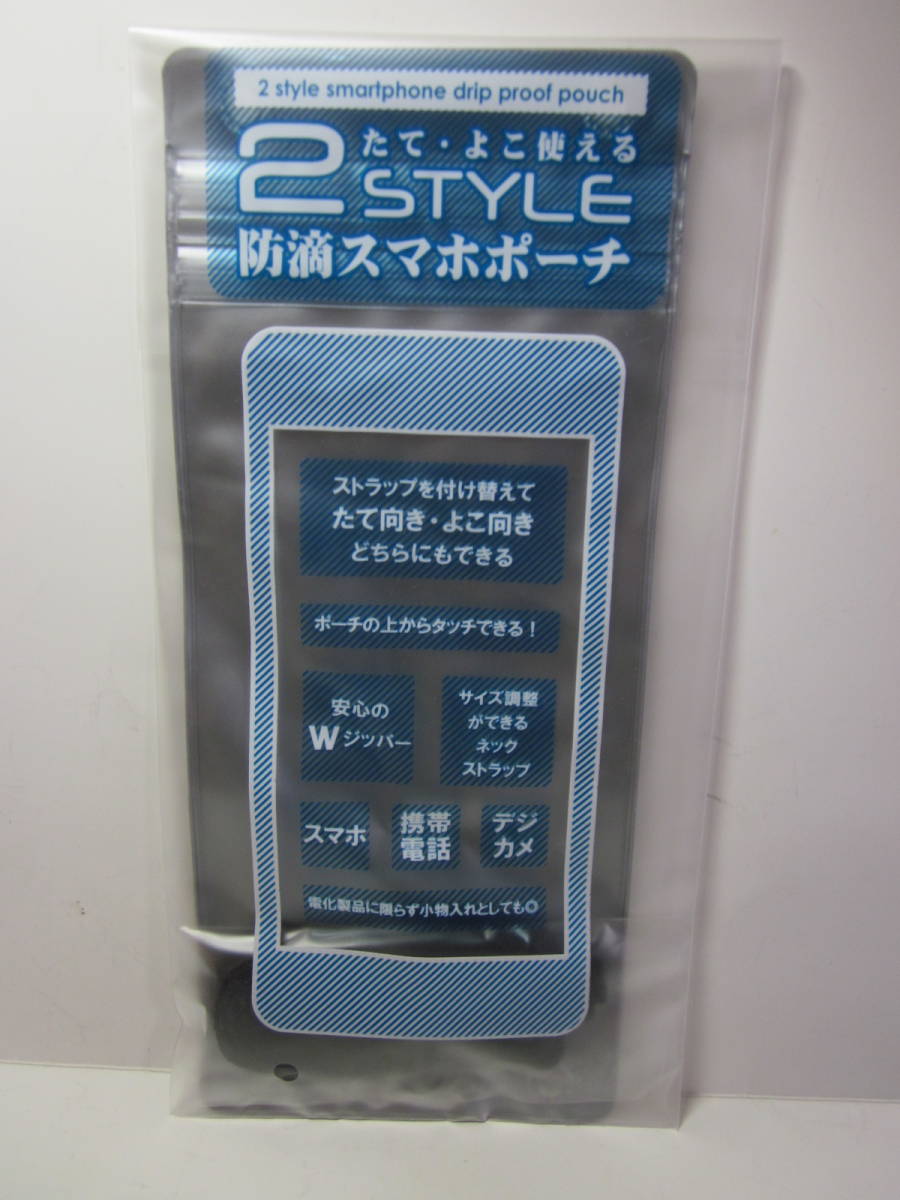 2 style smartphone drip proof pouch
たて・よこ使える
2 STYLE
防滴スマホポーチ
ストラップを付け替えて
たて向き・よこ向き
どちらにもできる
ポーチの上からタッチできる！
安心の
Wジッパー
サイズ調整
ができる
ネック
ストラップ
スマホ
携帯
電話
デジ
カメ
電化製品に限らず小物入れとしても◎